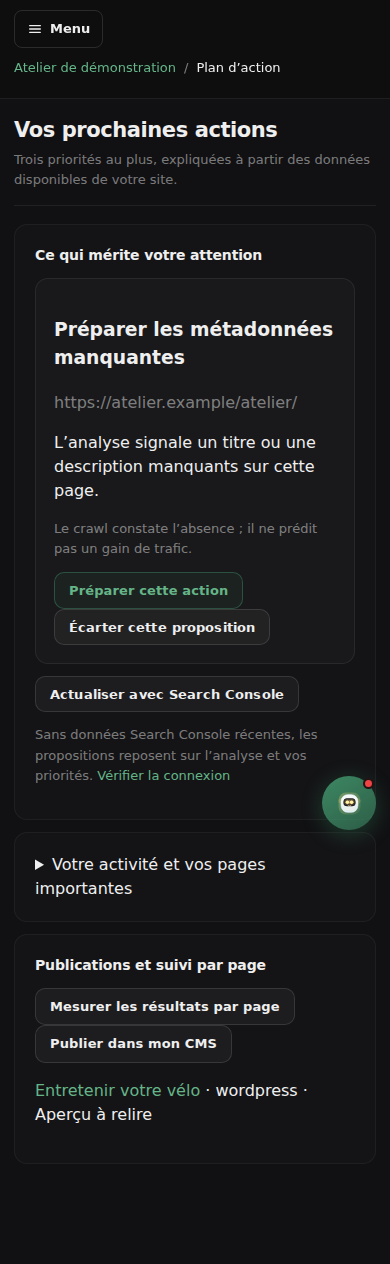 Menu
Atelier de démonstration / Plan d’action
Vos prochaines actions
Trois priorités au plus, expliquées à partir des données
disponibles de votre site.
Ce qui mérite votre attention
Préparer les métadonnées
manquantes
https://atelier.example/atelier/
L’analyse signale un titre ou une
description manquants sur cette
page.
Le crawl constate l’absence ; il ne prédit
pas un gain de trafic.
Préparer cette action
Écarter cette proposition
Actualiser avec Search Console
Sans données Search Console récentes, les
propositions reposent sur l’analyse et vos
priorités. Vérifier la connexion
Votre activité et vos pages
importantes
Publications et suivi par page
Mesurer les résultats par page
Publier dans mon CMS
Entretenir votre vélo · wordpress ·
Aperçu à relire